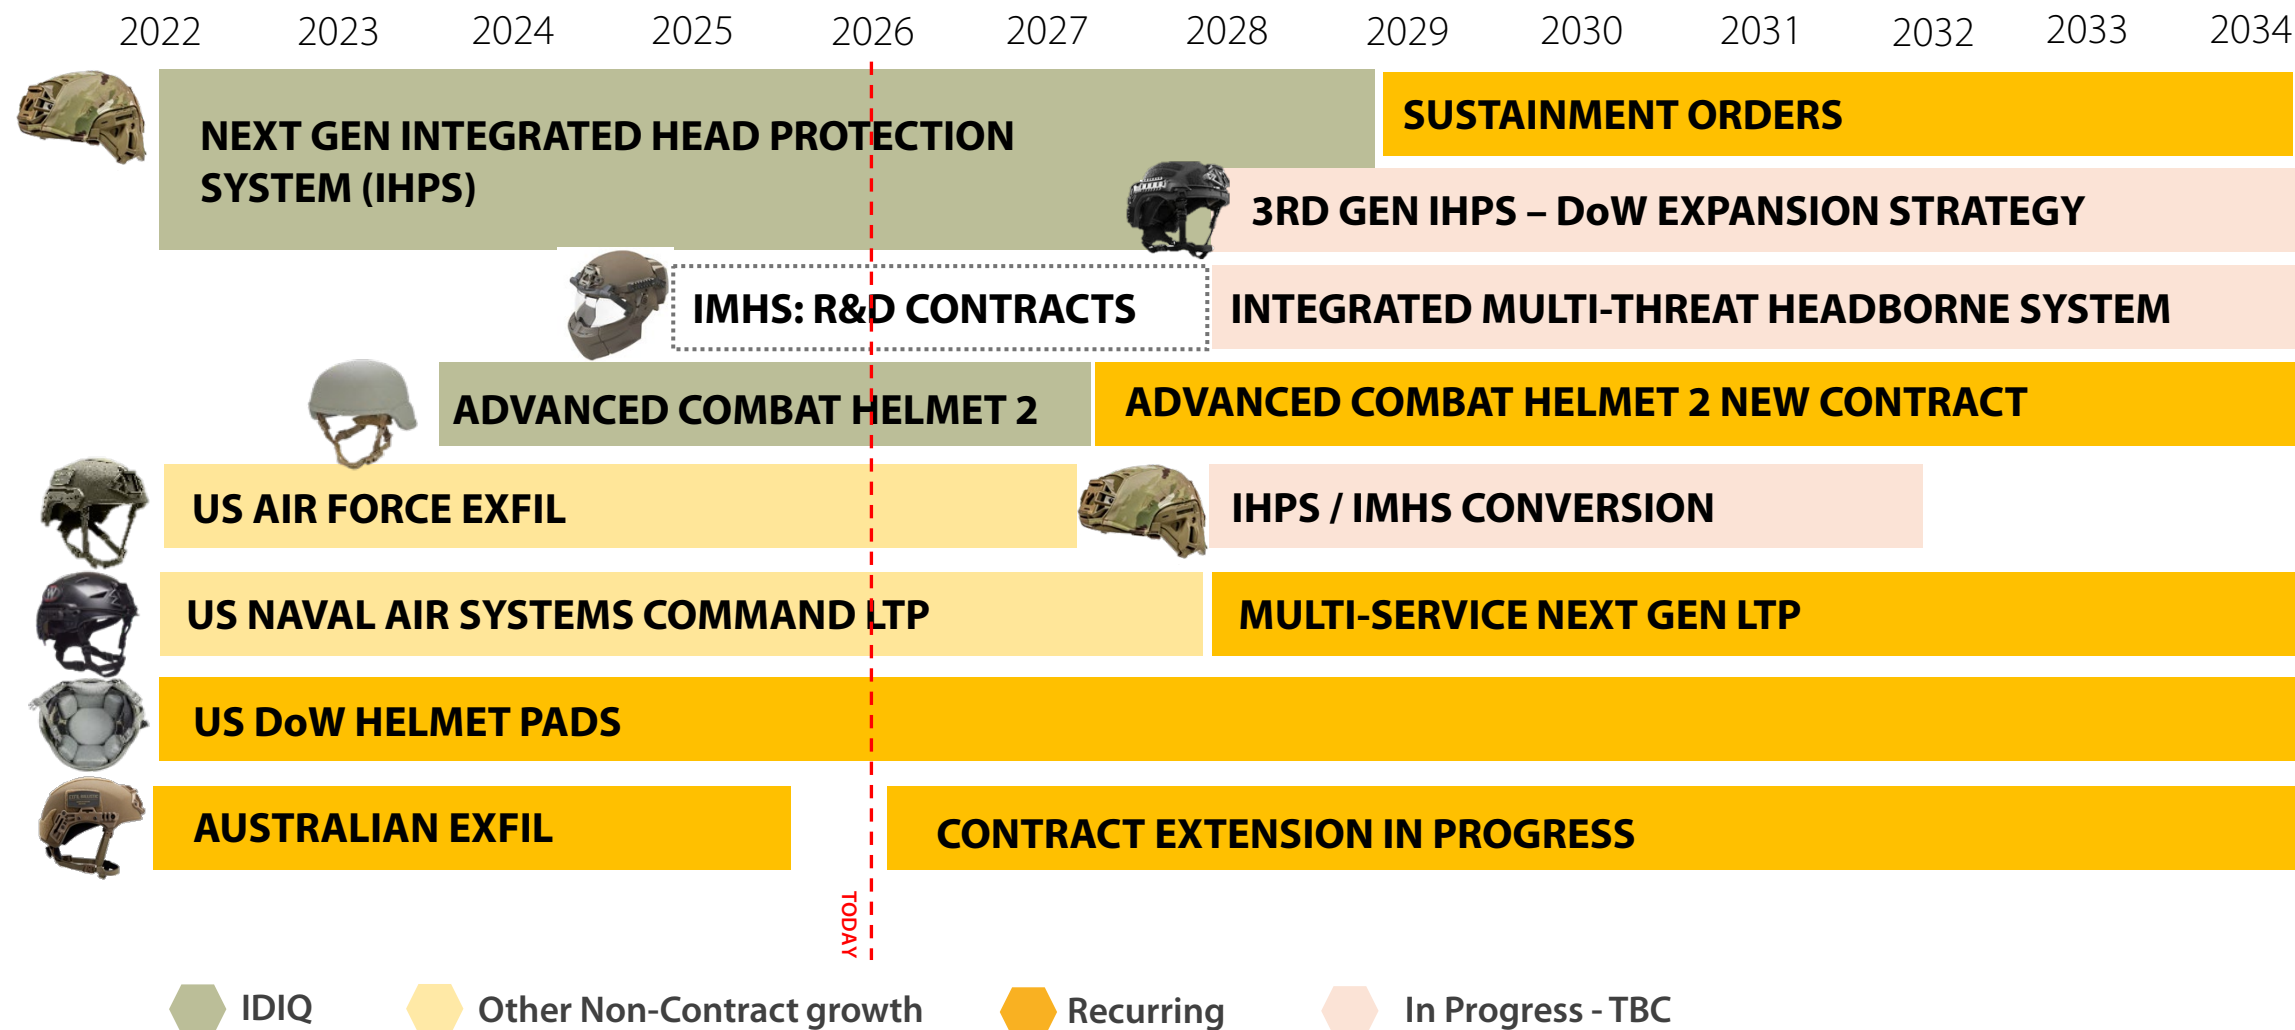 2022 2023 2024 2025 2026 2027 2028 2029 2030 2031 2032 2033 2034
NEXT GEN INTEGRATED HEAD PROTECTION
SYSTEM (IHPS)
SUSTAINMENT ORDERS
3RD GEN IHPS – DoW EXPANSION STRATEGY
IMHS: R&D CONTRACTS
INTEGRATED MULTI-THREAT HEADBORNE SYSTEM
ADVANCED COMBAT HELMET 2
ADVANCED COMBAT HELMET 2 NEW CONTRACT
US AIR FORCE EXFIL
IHPS / IMHS CONVERSION
US NAVAL AIR SYSTEMS COMMAND LTP
MULTI-SERVICE NEXT GEN LTP
US DoW HELMET PADS
AUSTRALIAN EXFIL
CONTRACT EXTENSION IN PROGRESS
TODAY
IDIQ
Other Non-Contract growth
Recurring
In Progress - TBC